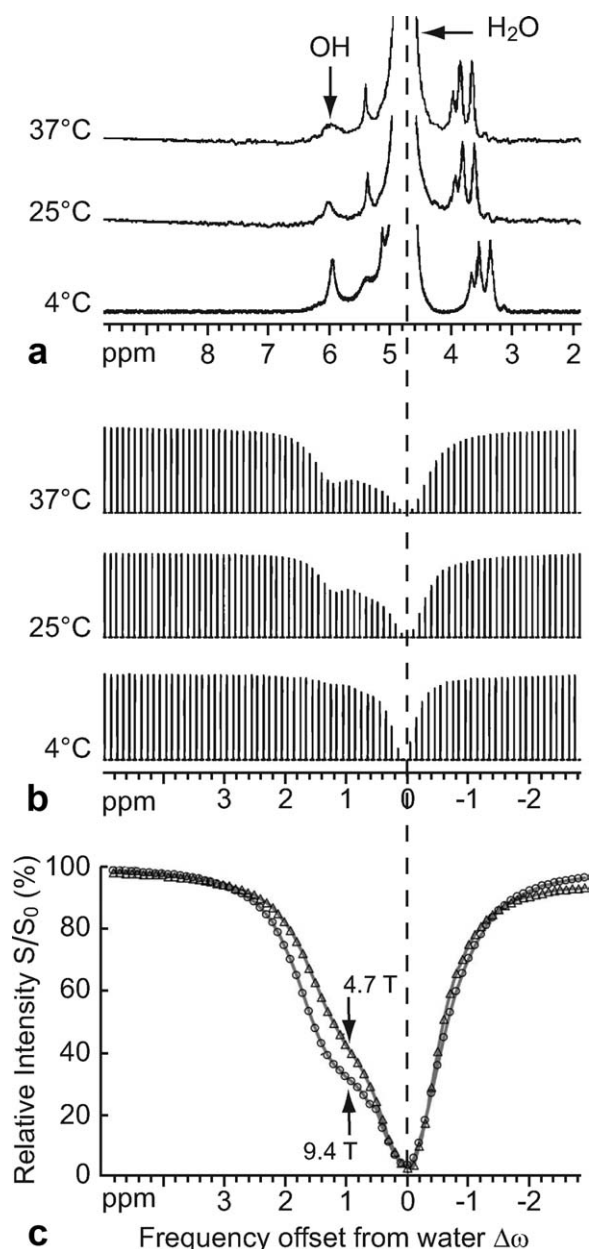 OH
H₂O
37°C
25°C
4°C
ppm 8 7 6 5 4 3 2
a
37°C
25°C
4°C
ppm 3 2 1 0 -1 -2
b
Relative Intensity S/S₀ (%)
100
80
60
40
20
0
4.7 T
9.4 T
ppm 3 2 1 0 -1 -2
c
Frequency offset from water Δω